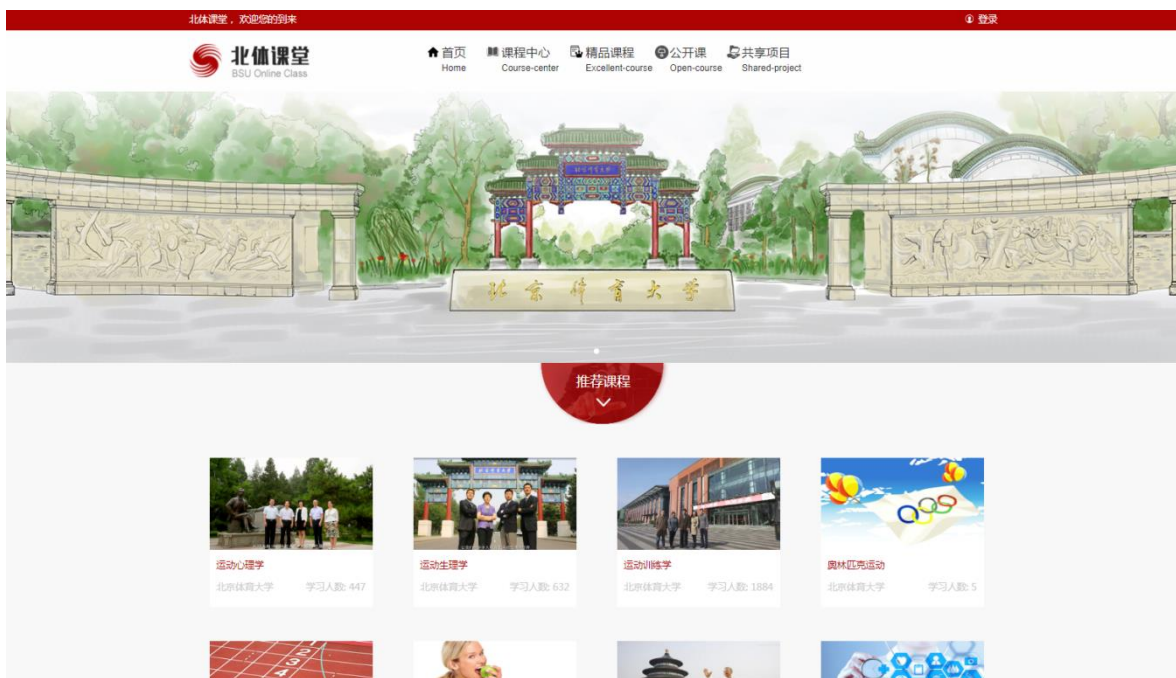 北体课堂，欢迎您的到来
登录
北体课堂
BSU Online Class
首页 课程中心 精品课程 公开课 共享项目
Home Course-center Excellent-course Open-course Shared-project
北京体育大学
推荐课程
运动心理学
北京体育大学 学习人数: 447
运动生理学
北京体育大学 学习人数: 632
运动训练学
北京体育大学 学习人数: 1884
奥林匹克运动
北京体育大学 学习人数: 5
1
2
3
4